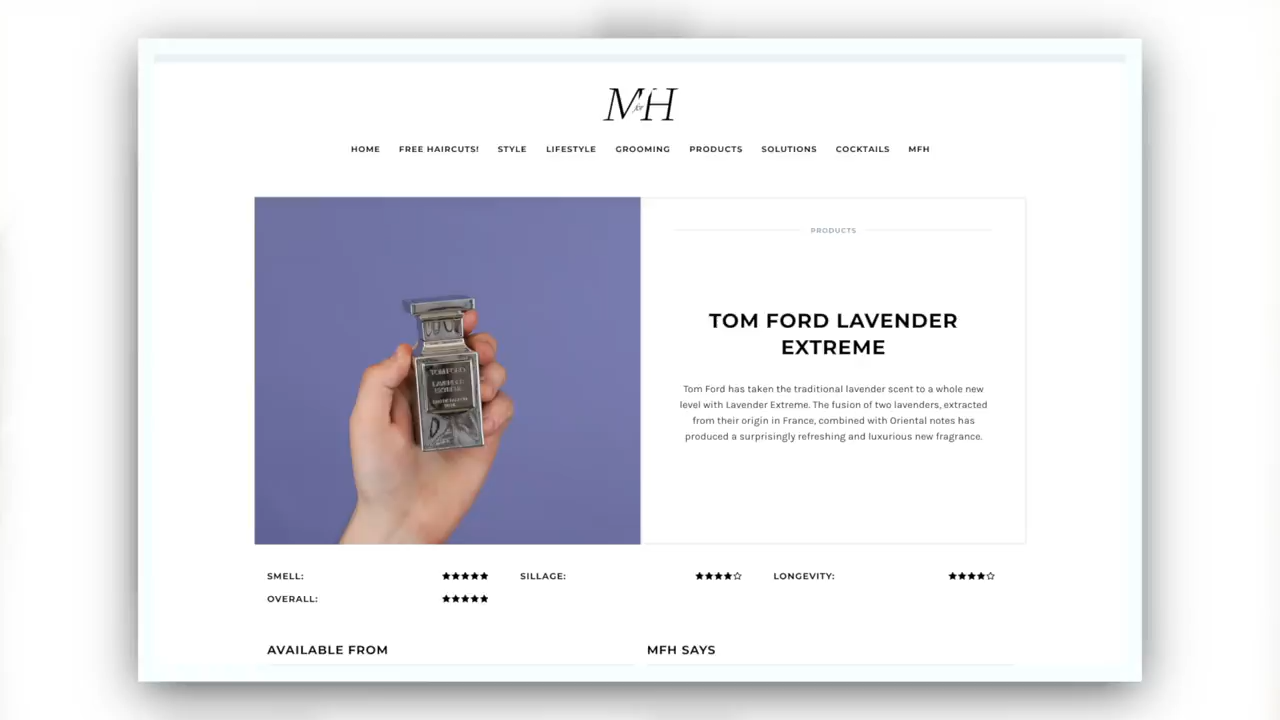 M for H
HOME FREE HAIRCUTS! STYLE LIFESTYLE GROOMING PRODUCTS SOLUTIONS COCKTAILS MFH
PRODUCTS
TOM FORD LAVENDER
EXTREME
Tom Ford has taken the traditional lavender scent to a whole new
level with Lavender Extreme. The fusion of two lavenders, extracted
from their origin in France, combined with Oriental notes has
produced a surprisingly refreshing and luxurious new fragrance.
TOM FORD
LAVENDER
EXTREME
SMELL: ★★★★★ SILLAGE: ★★★★☆ LONGEVITY: ★★★★☆
OVERALL: ★★★★★
AVAILABLE FROM MFH SAYS